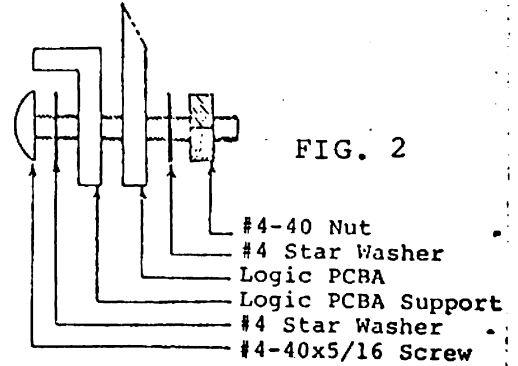 FIG. 2
#4-40 Nut
#4 Star Washer
Logic PCBA
Logic PCBA Support
#4 Star Washer
#4-40x5/16 Screw